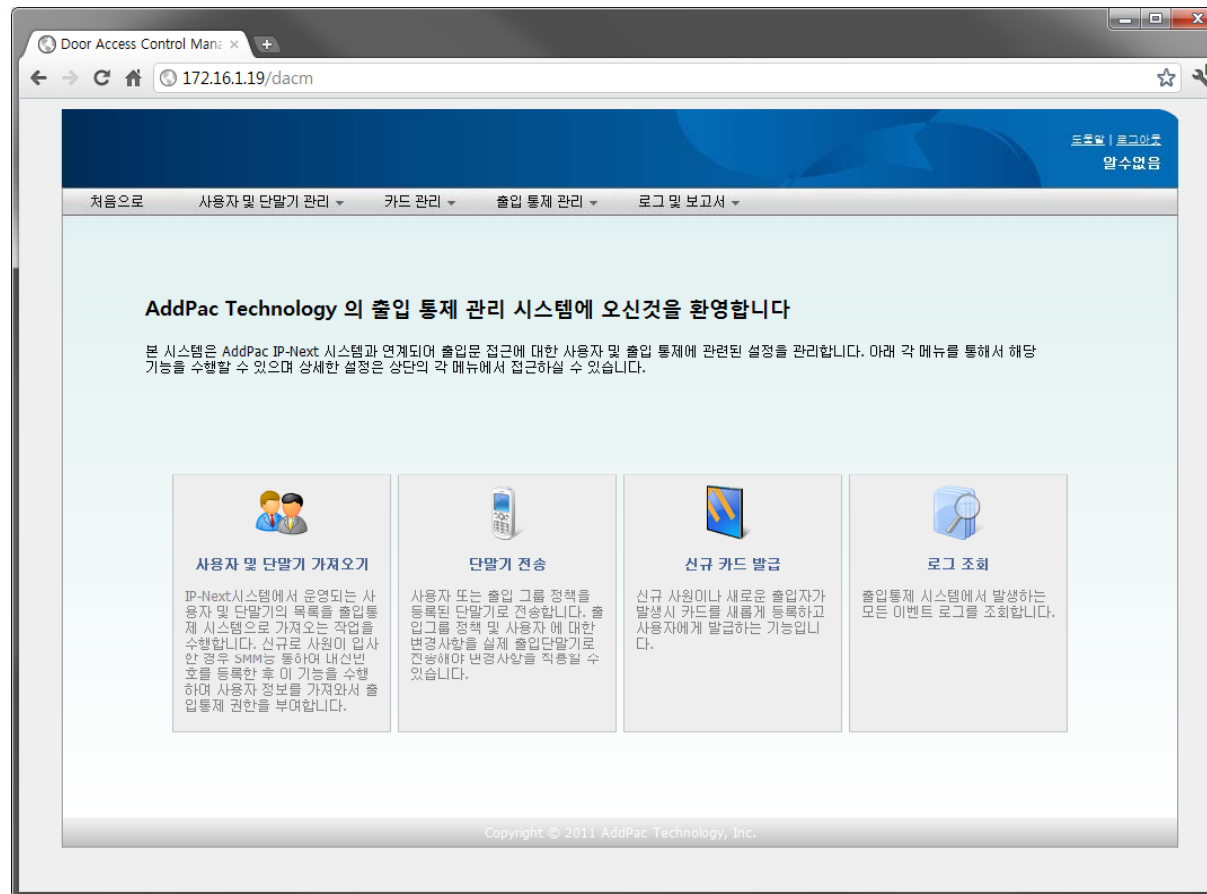 Door Access Control Mana
172.16.1.19/dacm
도움말 | 로그아웃
알수없음
처음으로 사용자 및 단말기 관리 카드 관리 출입 통제 관리 로그 및 보고서
AddPac Technology 의 출입 통제 관리 시스템에 오신것을 환영합니다
본 시스템은 AddPac IP-Next 시스템과 연계되어 출입문 접근에 대한 사용자 및 출입 통제에 관련된 설정을 관리합니다. 아래 각 메뉴를 통해서 해당
기능을 수행할 수 있으며 상세한 설정은 상단의 각 메뉴에서 접근하실 수 있습니다.
사용자 및 단말기 가져오기
IP-Next시스템에서 운영되는 사
용자 및 단말기의 목록을 출입통
제 시스템으로 가져오는 작업을
수행합니다. 신규로 사원이 입사
한 경우 SMM능 통하여 내선번
호를 등록한 후 이 기능을 수행
하여 사용자 정보를 가져와서 출
입통제 권한을 부여합니다.
단말기 전송
사용자 또는 출입 그룹 정책을
등록된 단말기로 전송합니다. 출
입그룹 정책 및 사용자 에 대한
변경사항을 실제 출입단말기로
전송해야 변경사항을 적용할 수
있습니다.
신규 카드 발급
신규 사원이나 새로운 출입자가
발생시 카드를 새롭게 등록하고
사용자에게 발급하는 기능입니
다.
로그 조회
출입통제 시스템에서 발생하는
모든 이벤트 로그를 조회합니다.
Copyright © 2011 AddPac Technology, Inc.